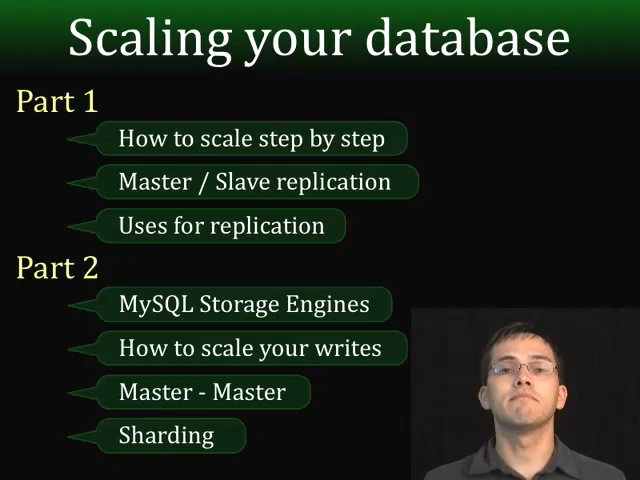 Scaling your database
Part 1
How to scale step by step
Master / Slave replication
Uses for replication
Part 2
MySQL Storage Engines
How to scale your writes
Master - Master
Sharding